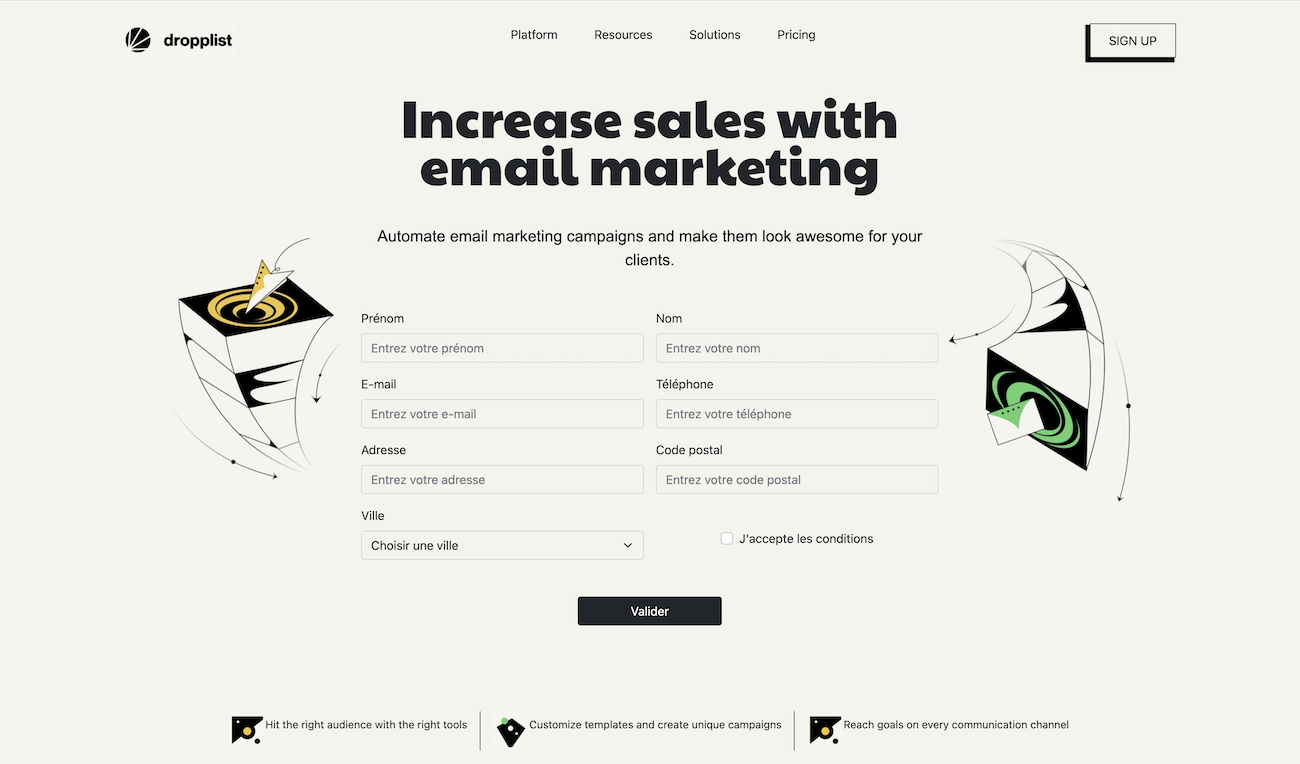 dropplist
Platform
Resources
Solutions
Pricing
SIGN UP
Increase sales with
email marketing
Automate email marketing campaigns and make them look awesome for your
clients.
Prénom
Nom
Entrez votre prénom
Entrez votre nom
E-mail
Téléphone
Entrez votre e-mail
Entrez votre téléphone
Adresse
Code postal
Entrez votre adresse
Entrez votre code postal
Ville
Choisir une ville
J'accepte les conditions
Valider
Hit the right audience with the right tools
Customize templates and create unique campaigns
Reach goals on every communication channel